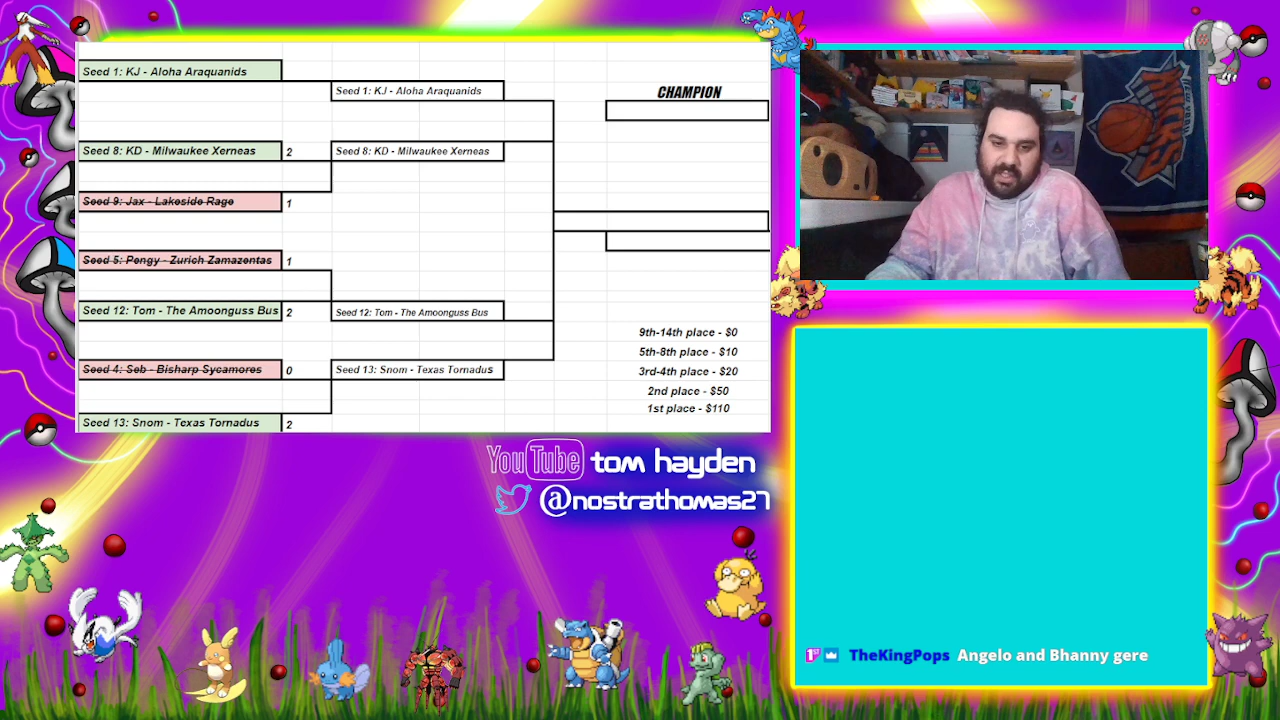 Seed 1: KJ - Aloha Araquanids
Seed 1: KJ - Aloha Araquanids
CHAMPION
Seed 8: KD - Milwaukee Xerneas 2
Seed 8: KD - Milwaukee Xerneas
Seed 9: Jax - Lakeside Rage 1
Seed 5: Pengy - Zurich Zamazentas 1
Seed 12: Tom - The Amoonguss Bus 2
Seed 12: Tom - The Amoonguss Bus
Seed 4: Seb - Bisharp Sycamores 0
Seed 13: Snom - Texas Tornadus
Seed 13: Snom - Texas Tornadus 2
9th-14th place - $0
5th-8th place - $10
3rd-4th place - $20
2nd place - $50
1st place - $110
NEW YORK
KNICKS
YouTube tom hayden
@nostrathomas27
1ST TheKingPops Angelo and Bhanny gere